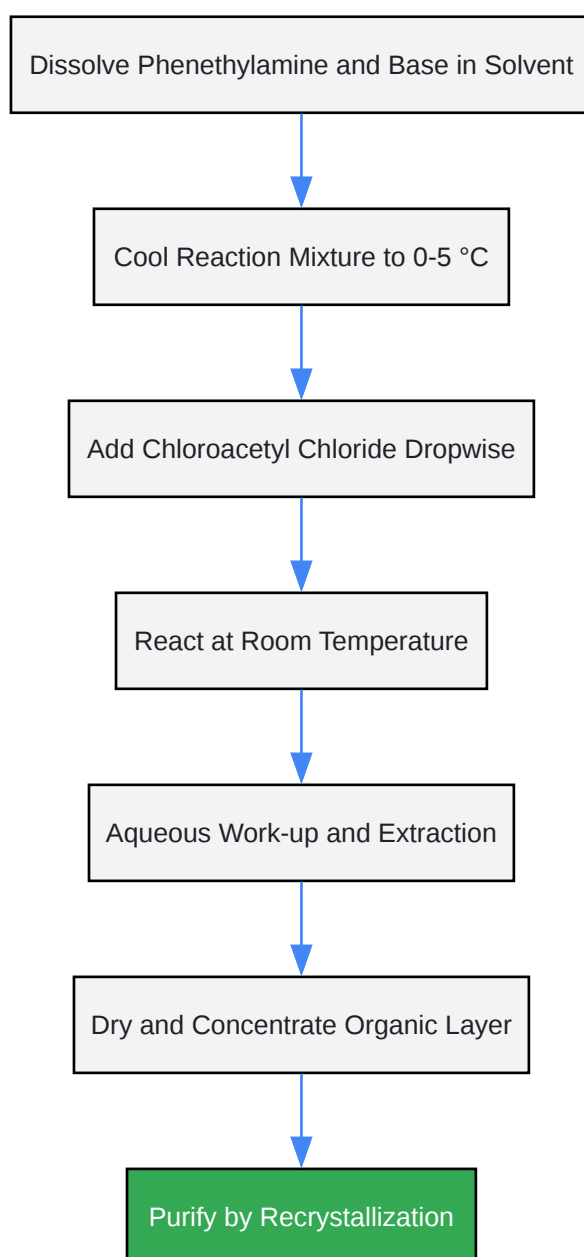 Dissolve Phenethylamine and Base in Solvent
Cool Reaction Mixture to 0-5 °C
Add Chloroacetyl Chloride Dropwise
React at Room Temperature
Aqueous Work-up and Extraction
Dry and Concentrate Organic Layer
Purify by Recrystallization